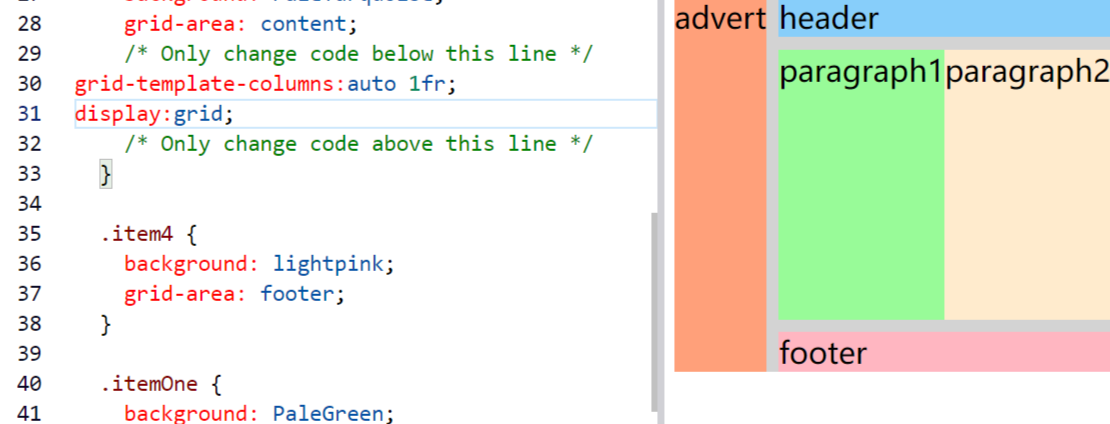 28 grid-area: content;
29 /* Only change code below this line */
30 grid-template-columns:auto 1fr;
31 display:grid;
32 /* Only change code above this line */
33 }
34
35 .item4 {
36 background: lightpink;
37 grid-area: footer;
38 }
39
40 .itemOne {
41 background: PaleGreen;
advert
header
paragraph1
paragraph2
footer